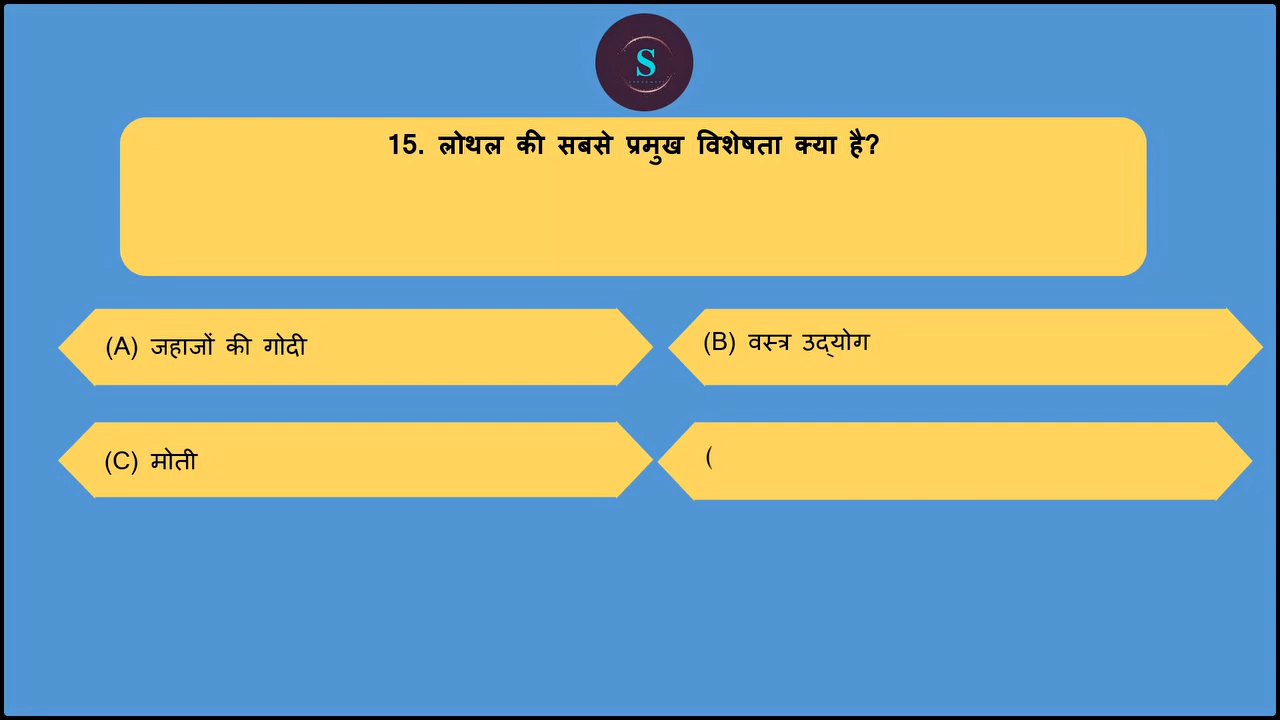 S
15. लोथल की सबसे प्रमुख विशेषता क्या है?
(A) जहाजों की गोदी
(B) वस्त्र उद्योग
(C) मोती
(